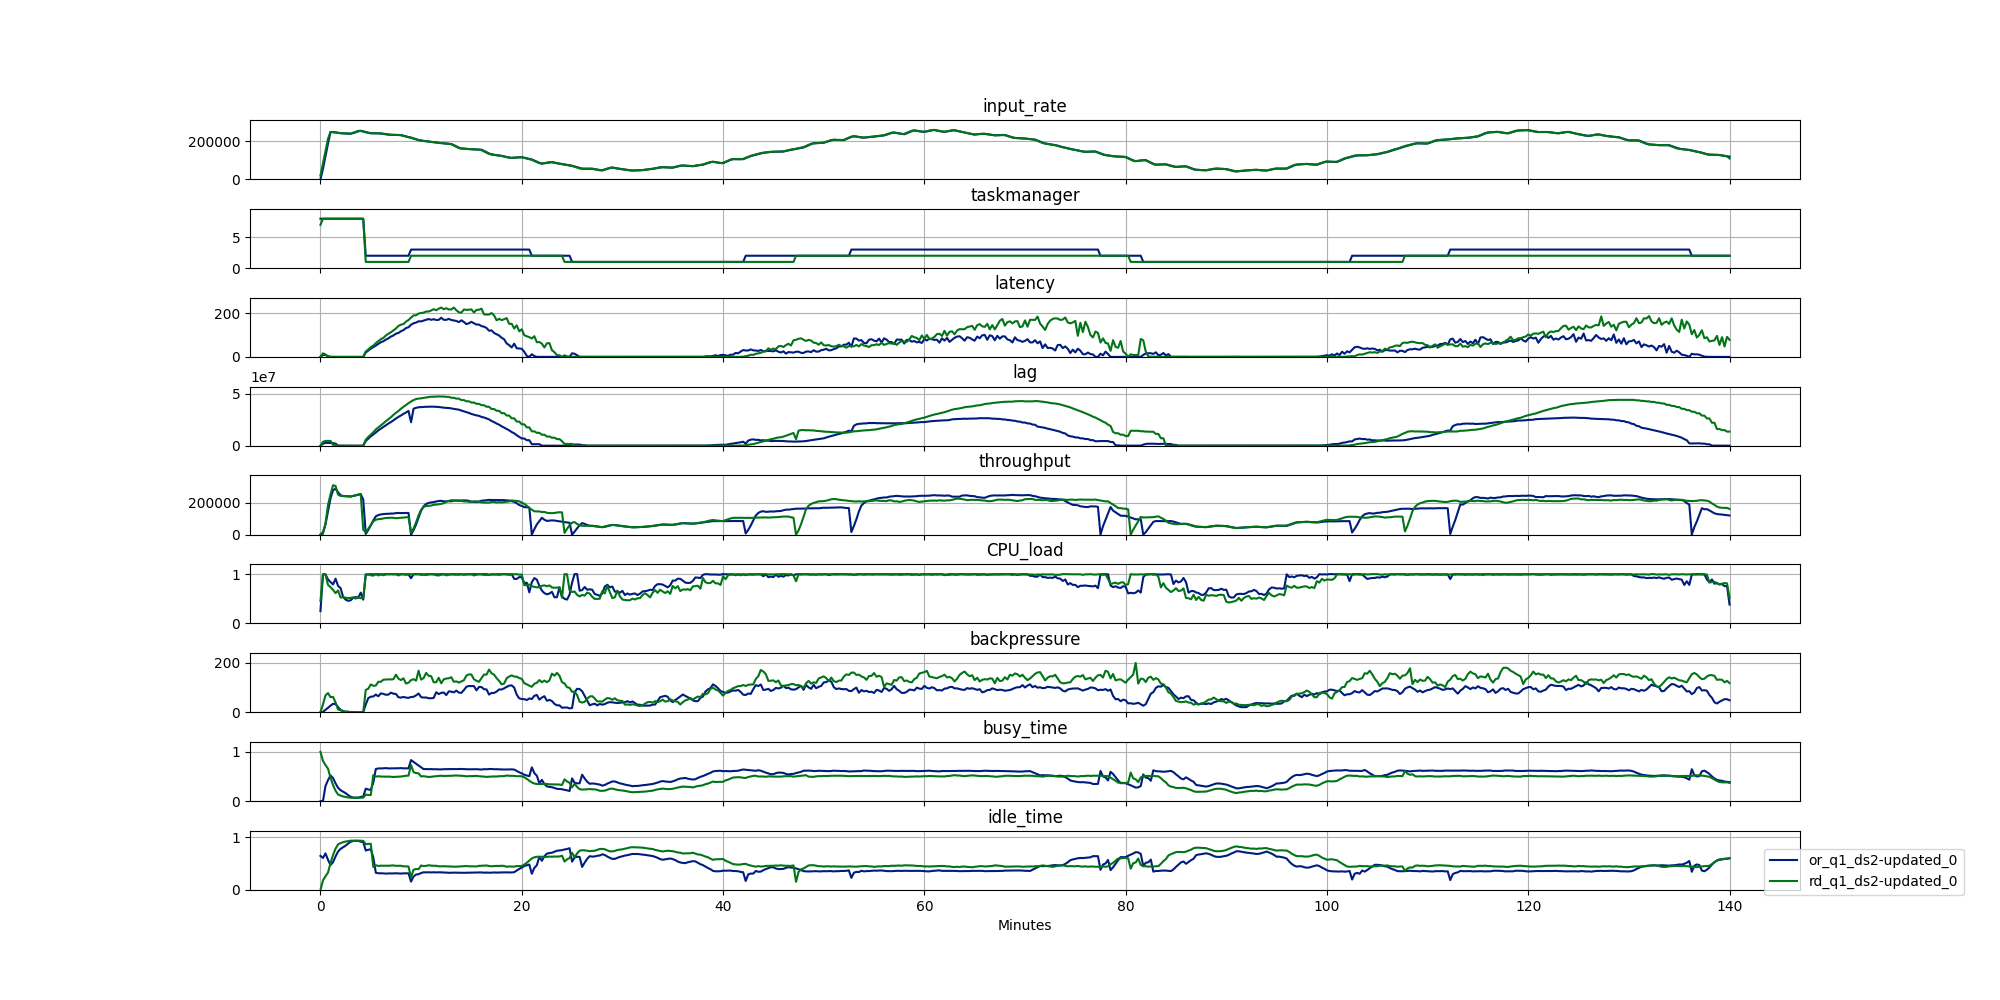 input_rate
200000
0
taskmanager
5
0
latency
200
0
1e7
lag
5
0
throughput
200000
0
CPU_load
1
0
backpressure
200
0
busy_time
1
0
idle_time
1
0
or_q1_ds2-updated_0
rd_q1_ds2-updated_0
0 20 40 60 80 100 120 140
Minutes